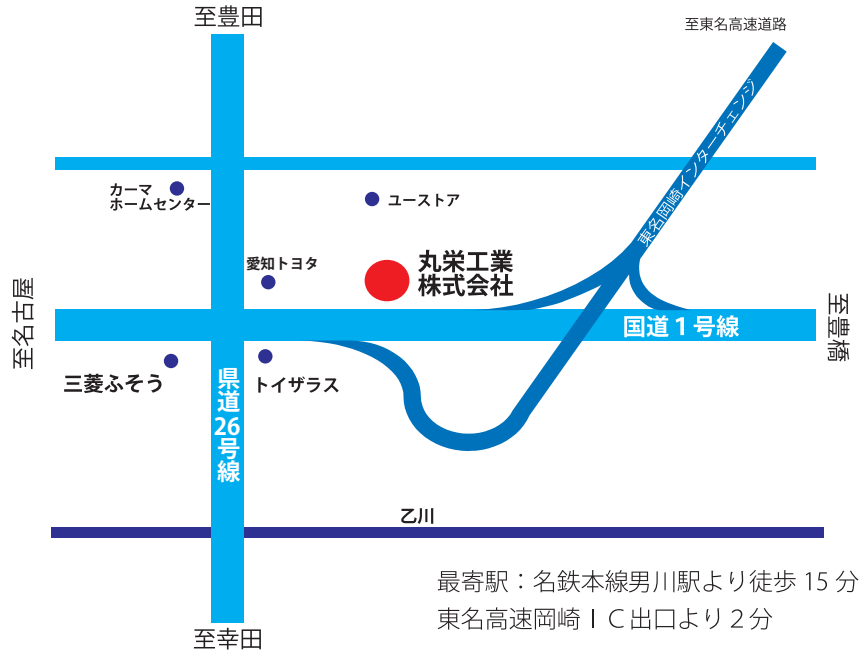 至豊田
至東名高速道路
東名岡崎インターチェンジ
カーマ
ホームセンター
ユーストア
愛知トヨタ
丸栄工業
株式会社
至名古屋
国道1号線
至豊橋
三菱ふそう
トイザラス
県道26号線
乙川
最寄駅：名鉄本線男川駅より徒歩 15 分
東名高速岡崎ＩＣ出口より 2 分
至幸田